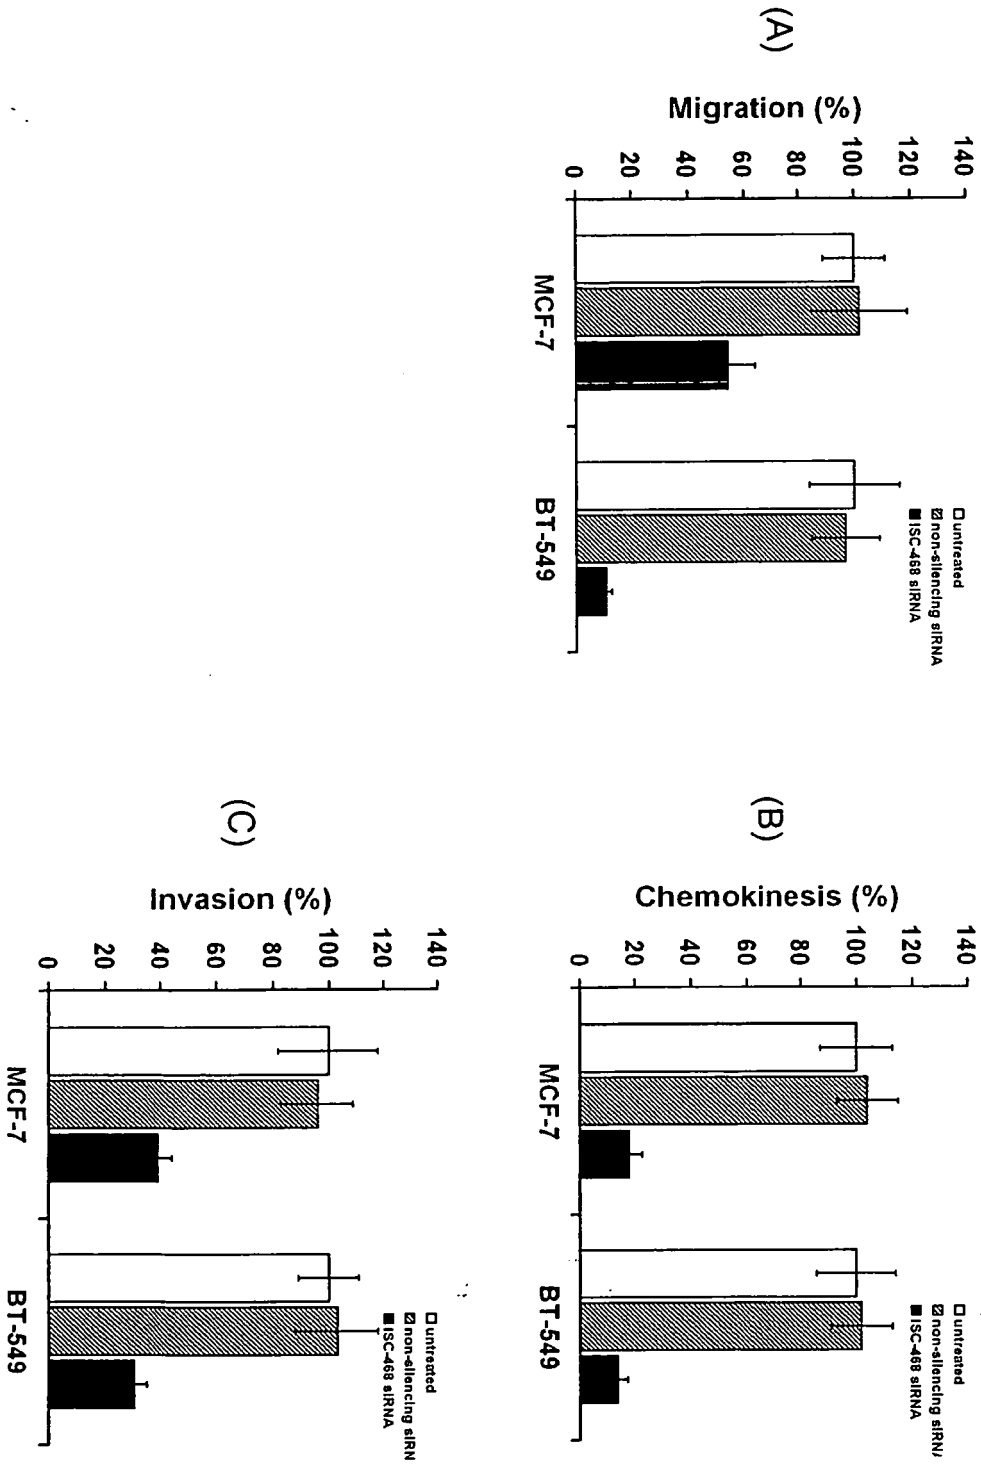 (A)
Migration (%)
140
120
100
80
60
40
20
0
MCF-7
BT-549
untreated
non-silencing siRNA
ISC-468 siRNA
(B)
Chemokinesis (%)
140
120
100
80
60
40
20
0
MCF-7
BT-549
untreated
non-silencing siRN
ISC-468 siRNA
(C)
Invasion (%)
140
120
100
80
60
40
20
0
MCF-7
BT-549
untreated
non-silencing siRN
ISC-468 siRNA